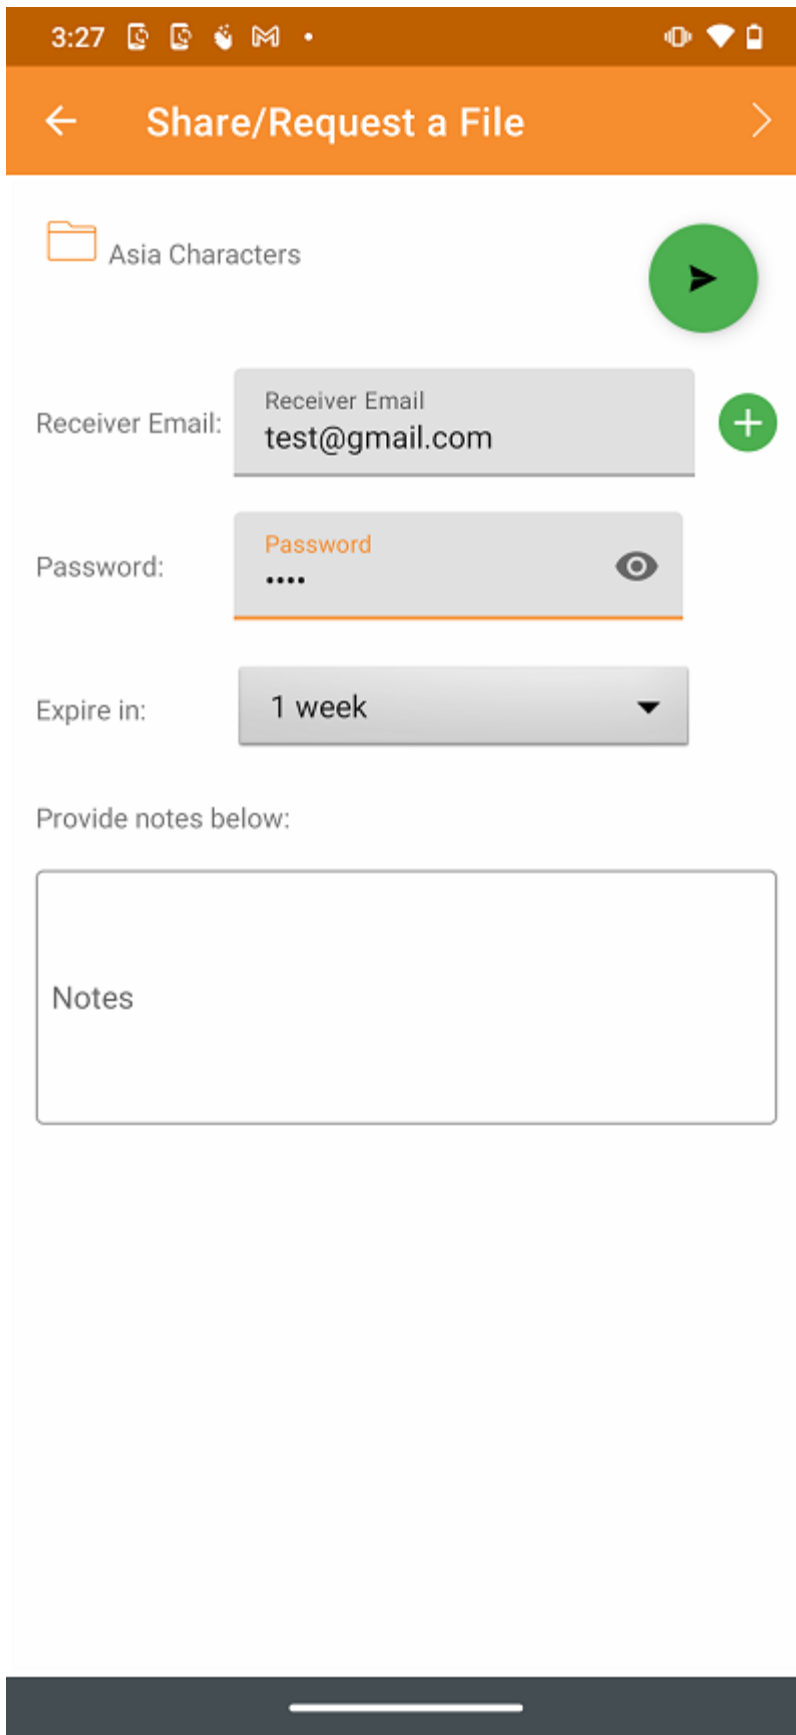 3:27
Share/Request a File
Asia Characters
Receiver Email:
Receiver Email
test@gmail.com
Password:
Password
••••
Expire in:
1 week
Provide notes below:
Notes